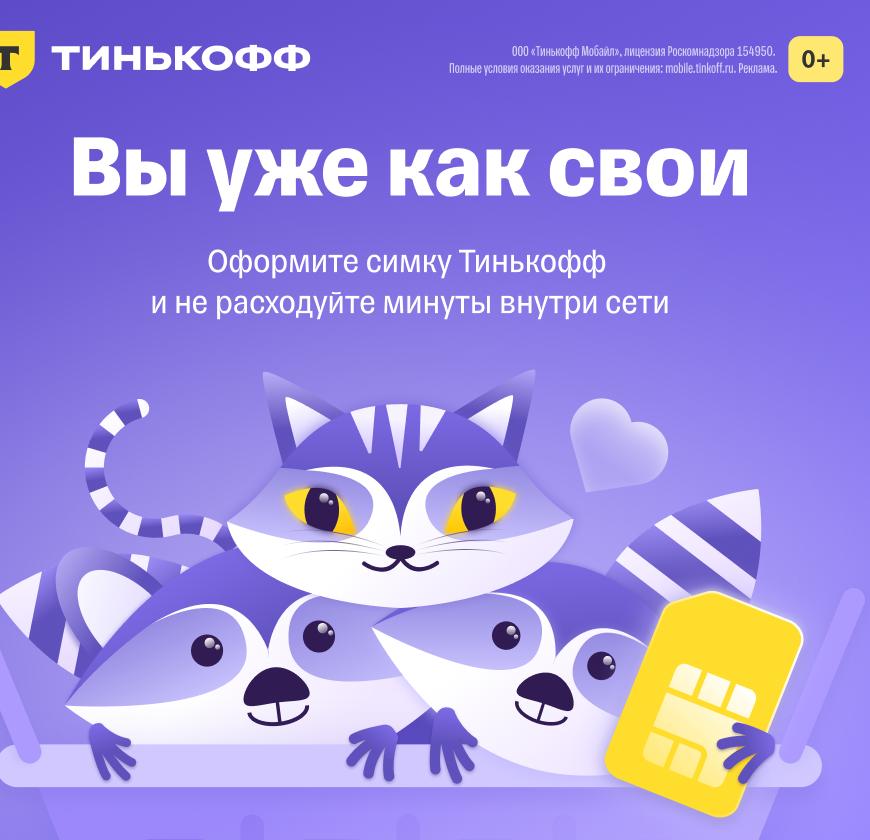 Т ТИНЬКОФФ
ООО «Тинькофф Мобайл», лицензия Роскомнадзора 154950.
Полные условия оказания услуг и их ограничения: mobile.tinkoff.ru. Реклама.
0+
Вы уже как свои
Оформите симку Тинькофф
и не расходуйте минуты внутри сети